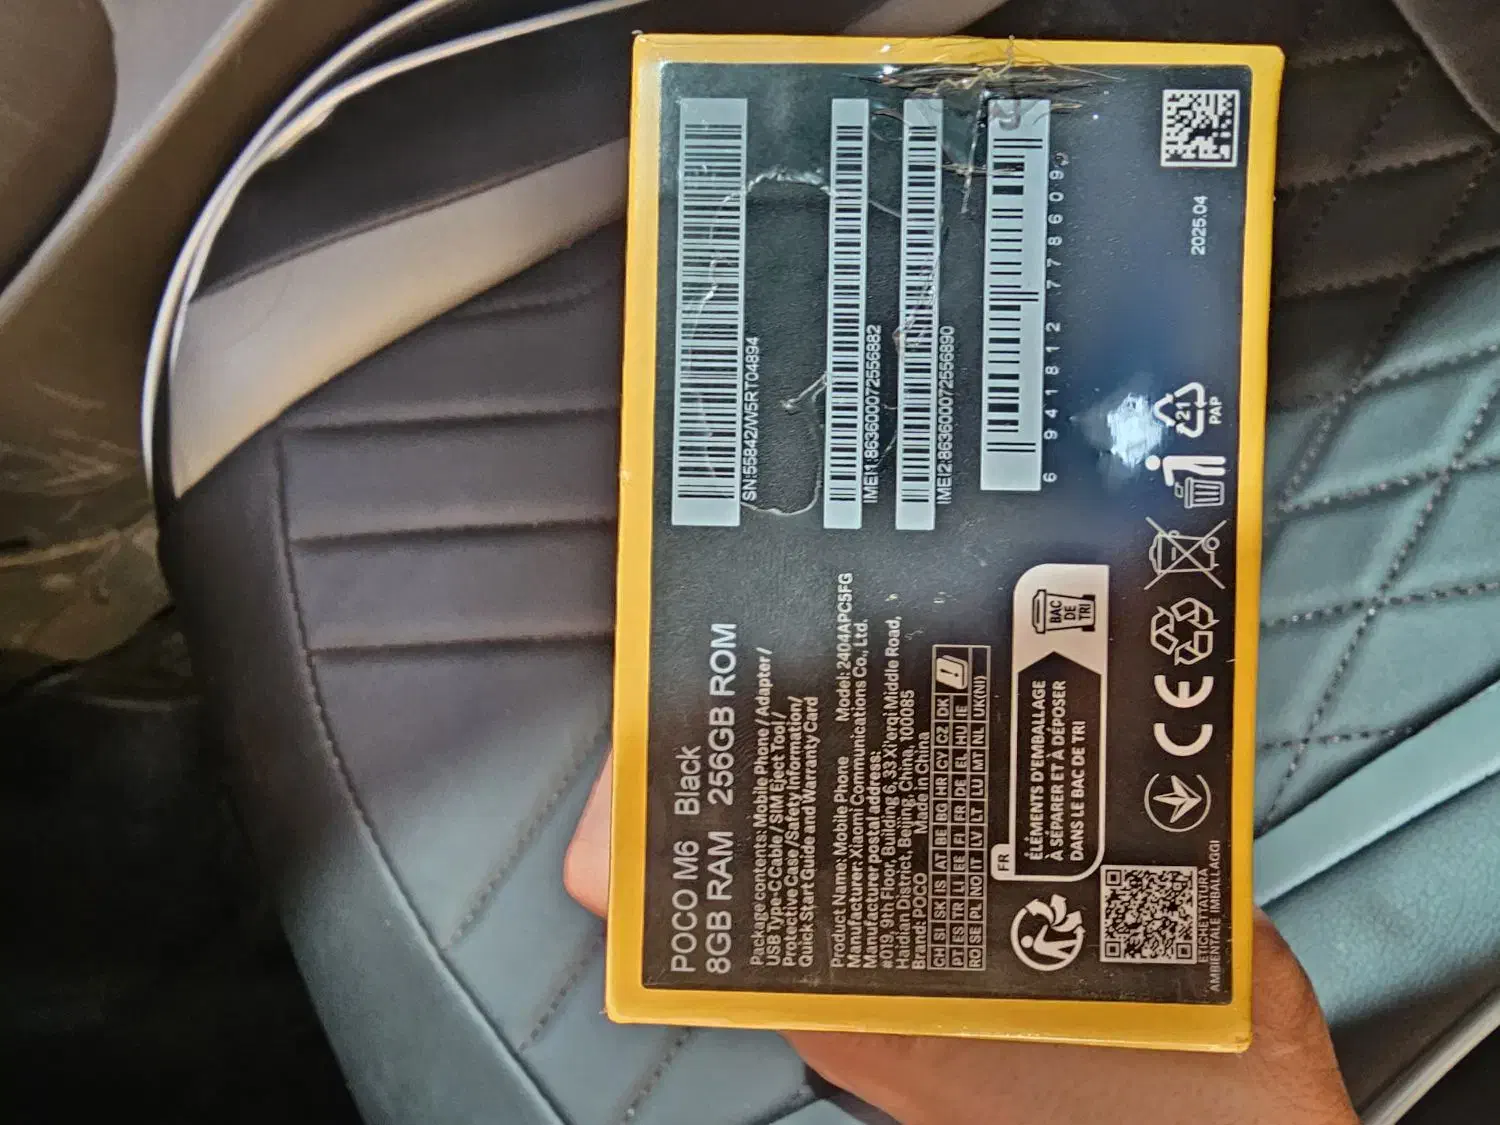 POCO M6 Black
8GB RAM 256GB ROM
Package contents: Mobile Phone / Adapter /
USB Type-C Cable / SIM Eject Tool /
Protective Case /Safety Information/
Quick Start Guide and Warranty Card
Product Name: Mobile Phone Model: 2404APC5FG
Manufacturer: Xiaomi Communications Co., Ltd.
Manufacturer postal address:
#019, 9th Floor, Building 6, 33 Xi'erqi Middle Road,
Haidian District, Beijing, China, 100085
Brand: POCO Made in China
CH SI SK IS AT BE BG HR CY CZ DK
PT ES TR LI EE FI FR DE EL HU IE
RO SE PL NO IT LV LT LU MT NL UK(NI)
FR
ÉLÉMENTS D'EMBALLAGE
À SÉPARER ET À DÉPOSER
DANS LE BAC DE TRI
BAC
DE
TRI
ETICHETTATURA
AMBIENTALE IMBALLAGGI
CE
21
PAP
SN:55842/W5RT04894
IMEI1:863600072556882
IMEI2:863600072556890
6 941812 778609
2025.04